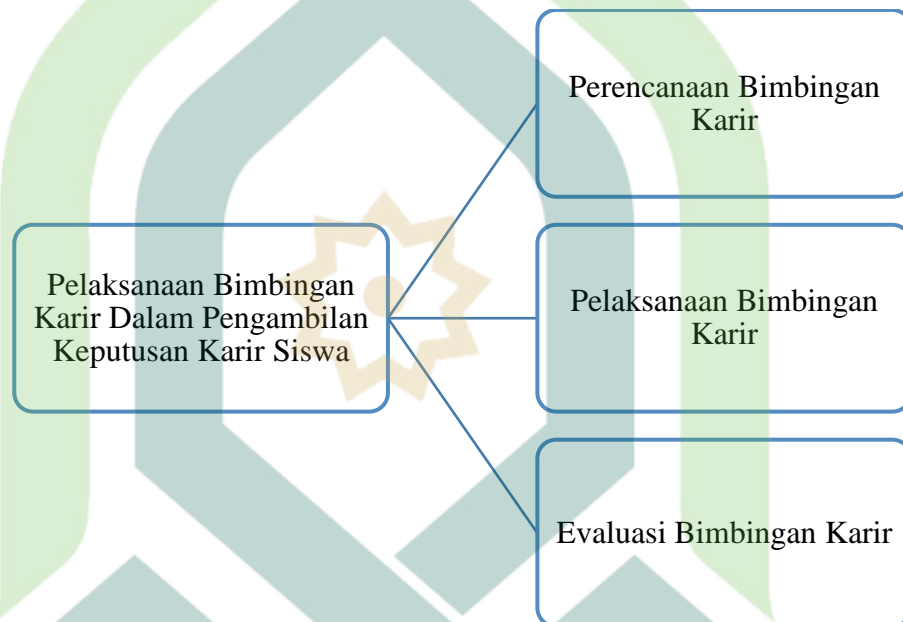 Perencanaan Bimbingan
Karir
Pelaksanaan Bimbingan
Karir Dalam Pengambilan
Keputusan Karir Siswa
Pelaksanaan Bimbingan
Karir
Evaluasi Bimbingan Karir